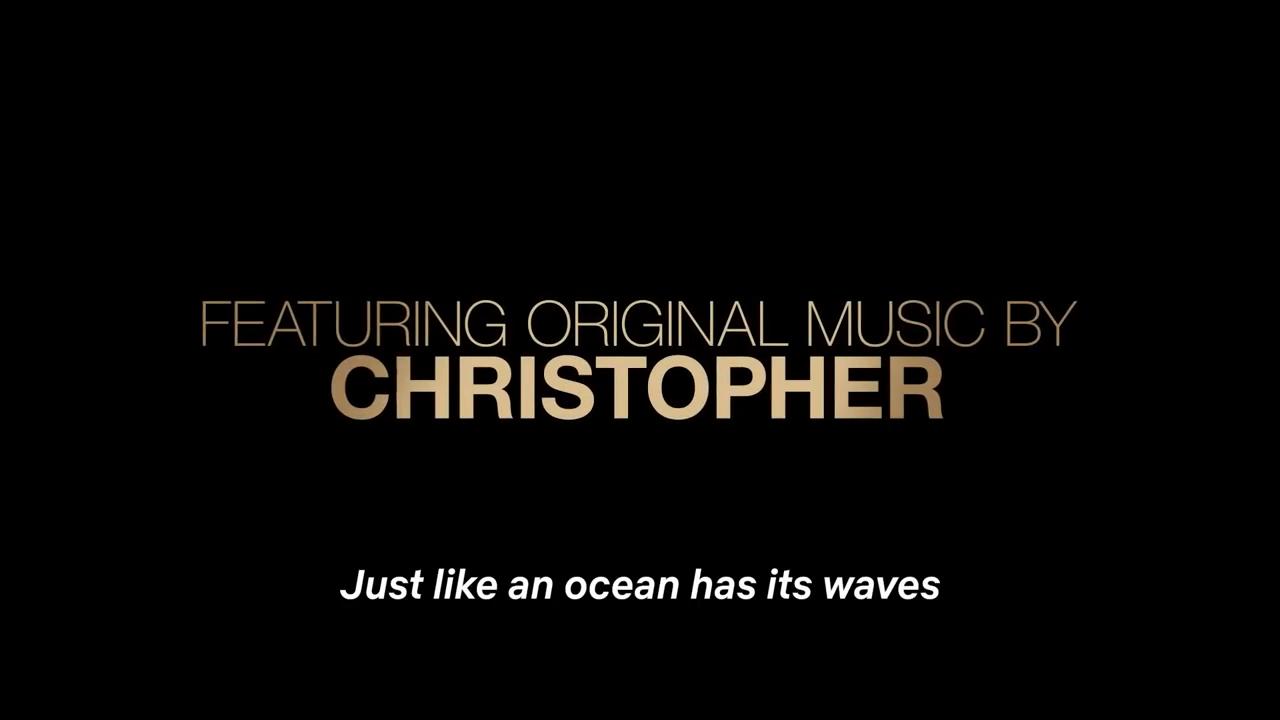 FEATURING ORIGINAL MUSIC BY
CHRISTOPHER
Just like an ocean has its waves